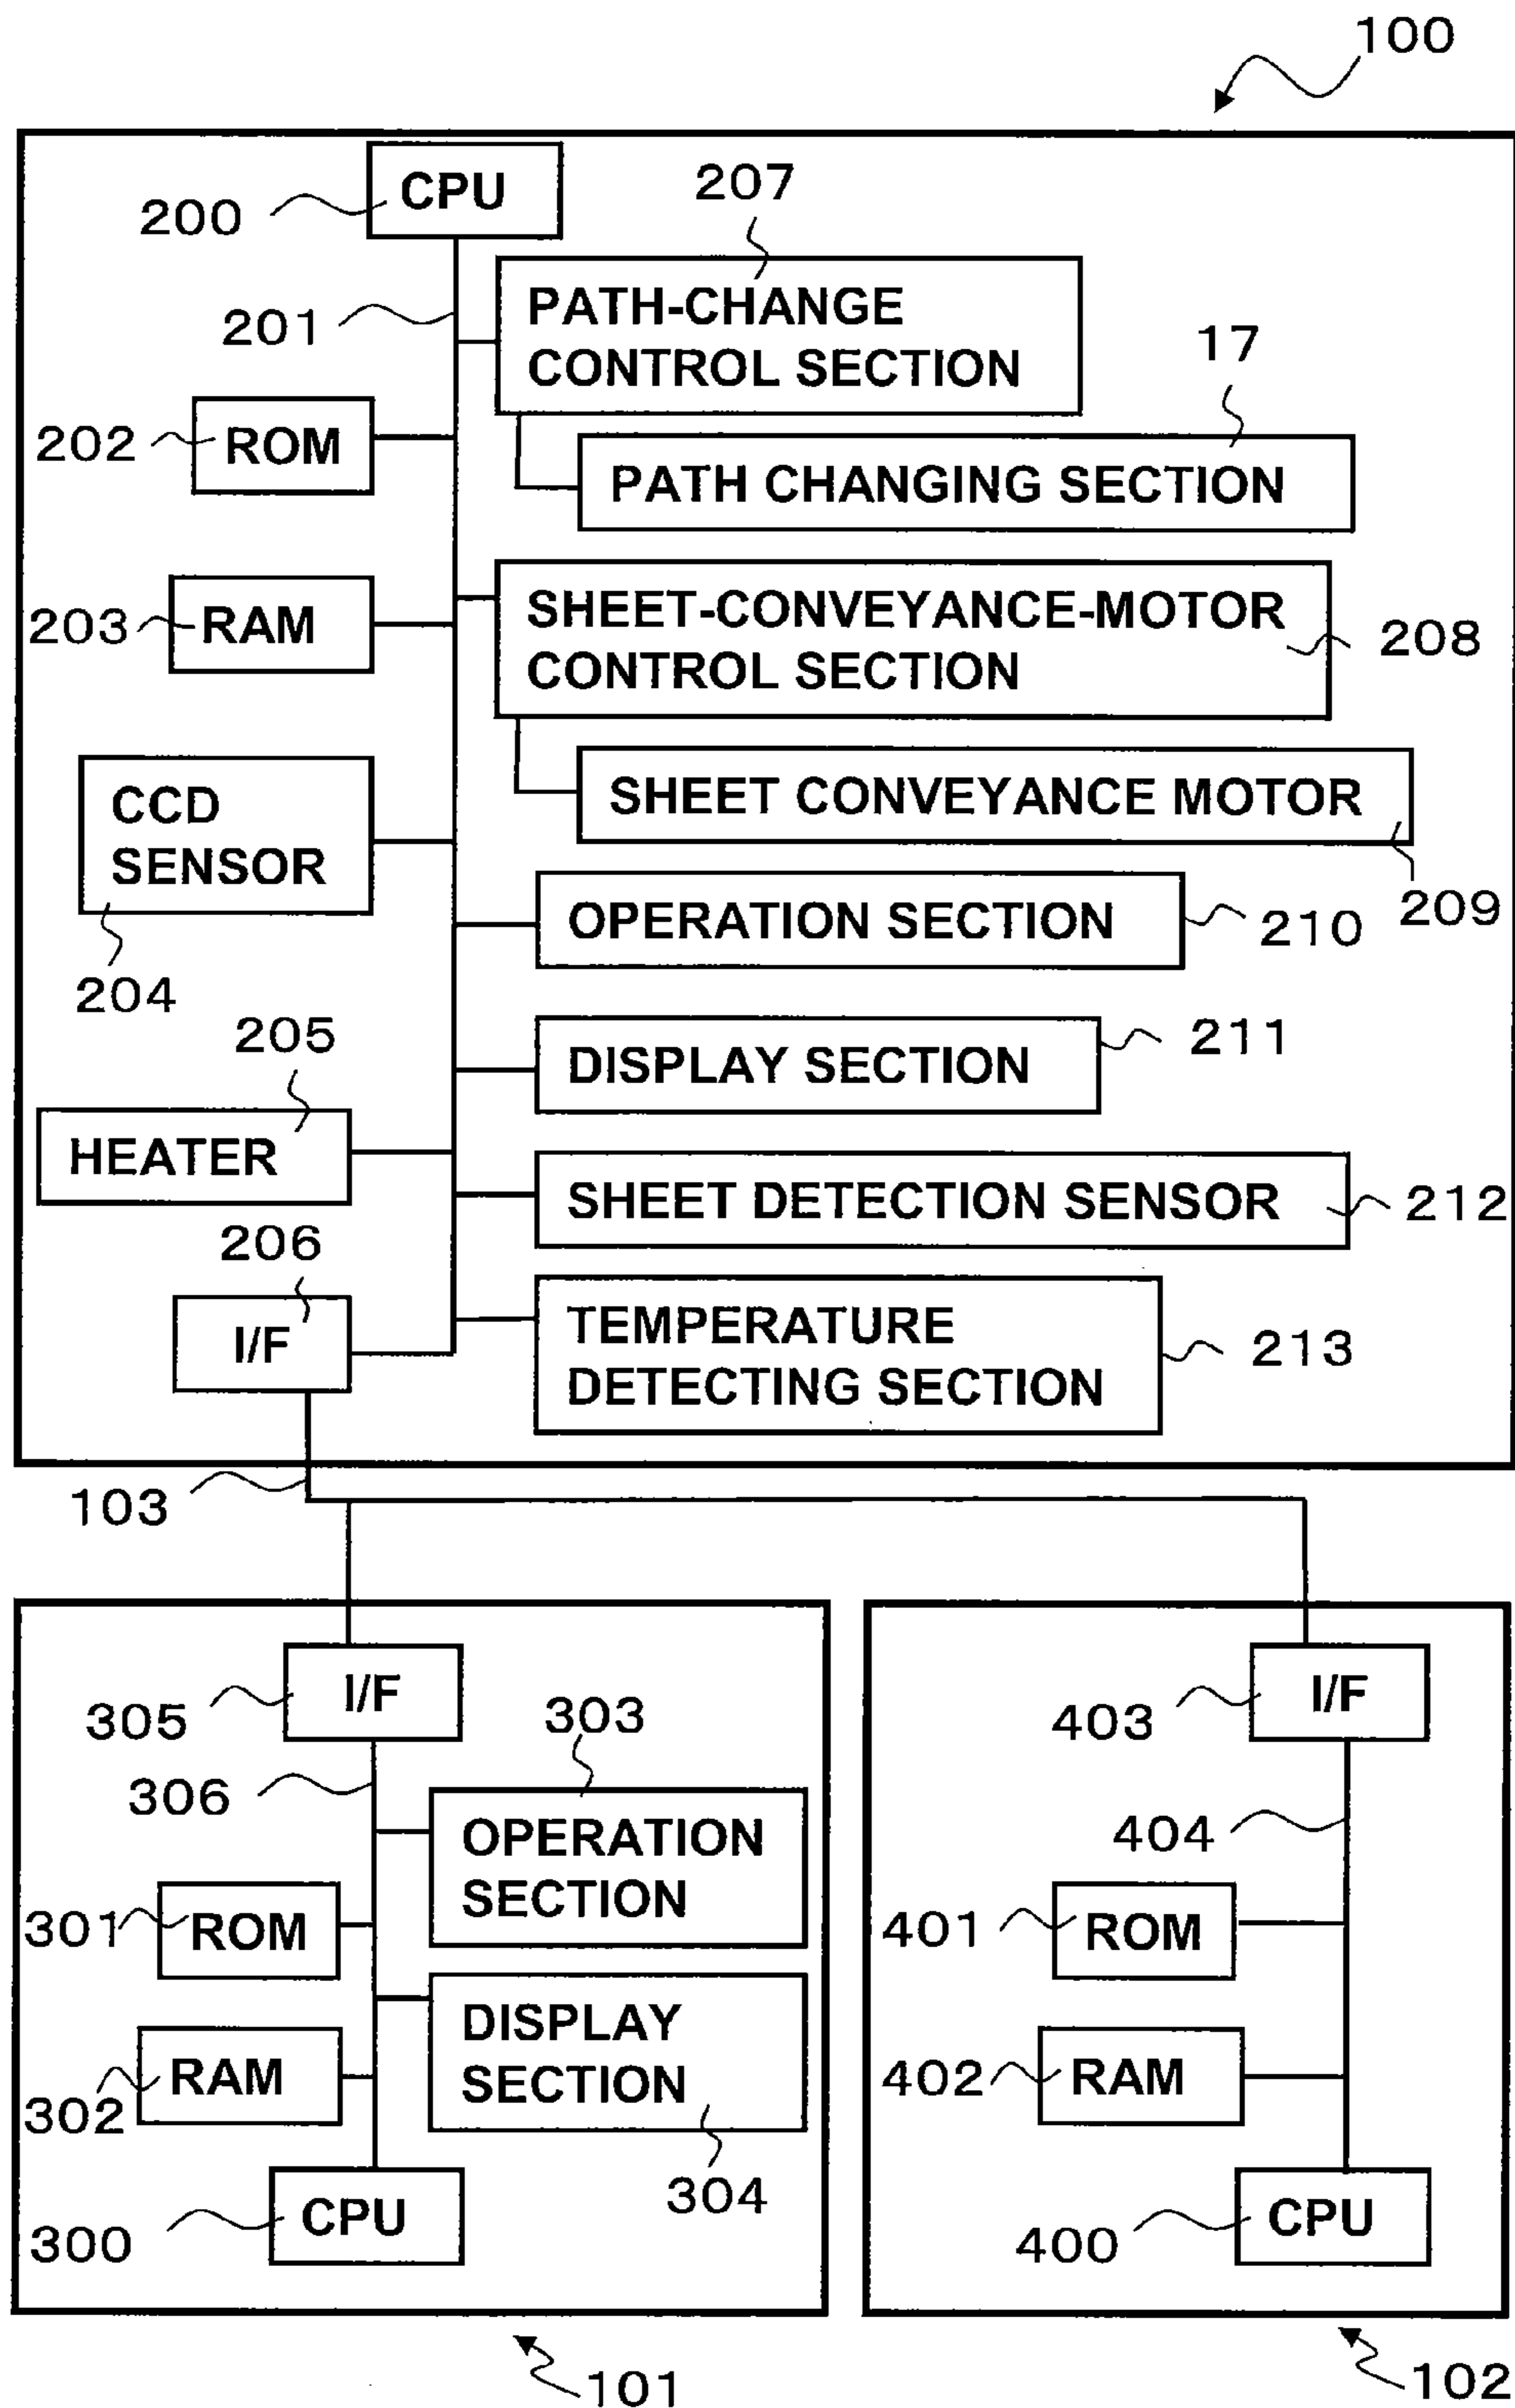 100
CPU
200
207
201
PATH-CHANGE
CONTROL SECTION
17
202
ROM
PATH CHANGING SECTION
203
RAM
SHEET-CONVEYANCE-MOTOR
CONTROL SECTION
208
CCD
SENSOR
204
SHEET CONVEYANCE MOTOR
209
OPERATION SECTION
210
205
DISPLAY SECTION
211
HEATER
SHEET DETECTION SENSOR
212
206
I/F
TEMPERATURE
DETECTING SECTION
213
103
I/F
305
303
306
OPERATION
SECTION
301
ROM
DISPLAY
SECTION
302
RAM
304
CPU
300
101
I/F
403
404
401
ROM
402
RAM
CPU
400
102